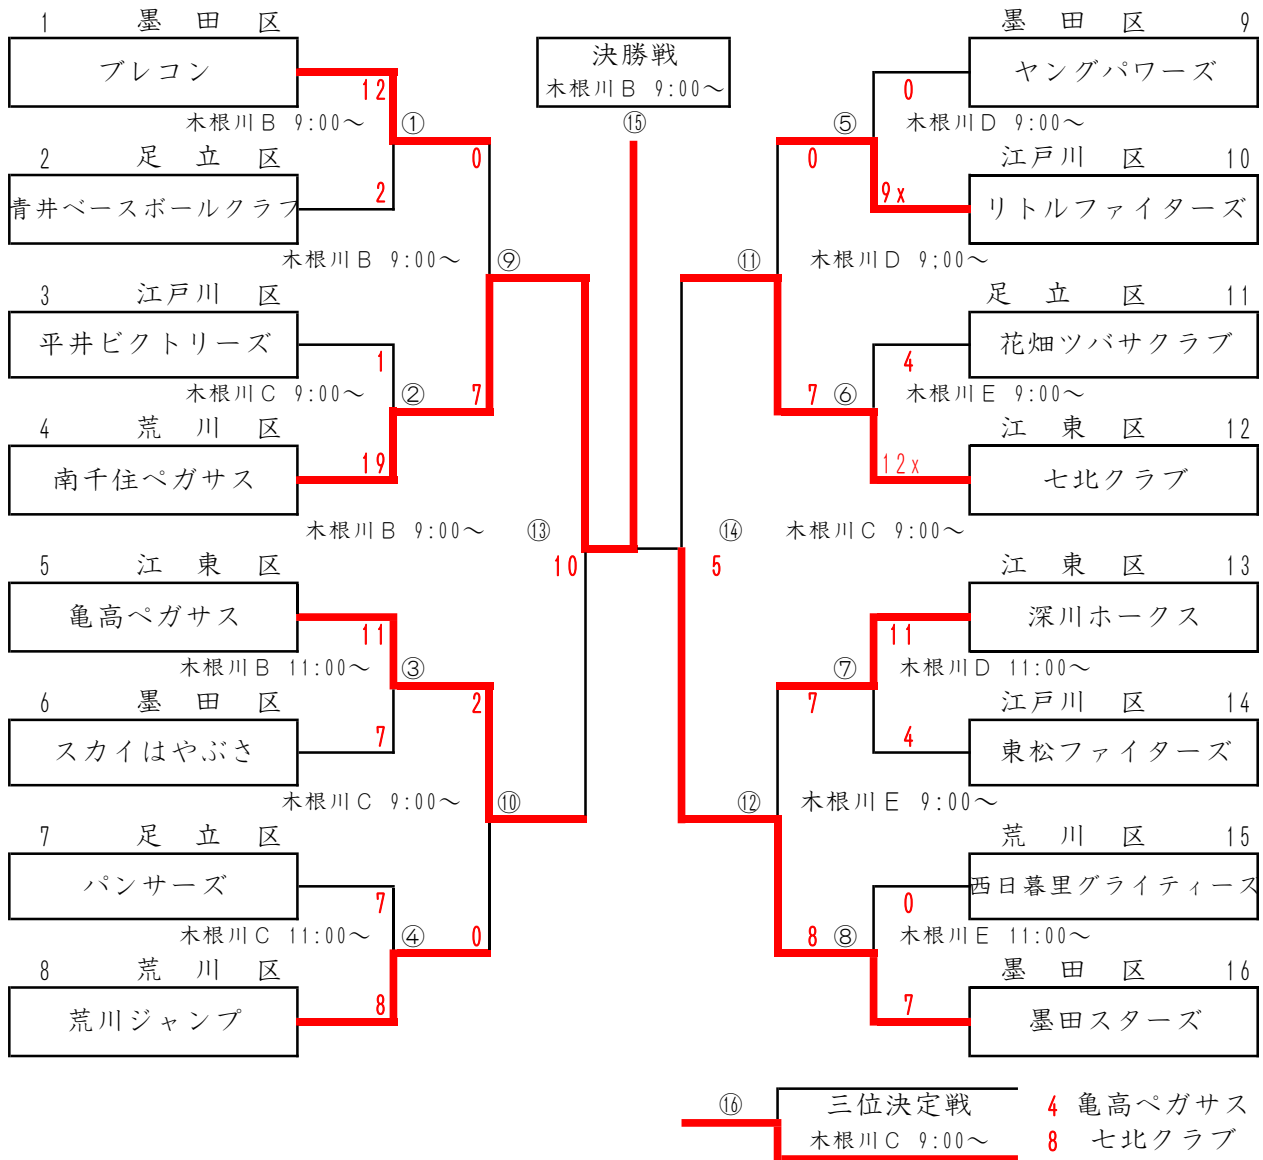 1 墨田区
ブレコン
12
木根川B 9:00～ ①
2 足立区
0
2
青井ベースボールクラブ
木根川B 9:00～ ⑨
3 江戸川区
平井ビクトリーズ
1
木根川C 9:00～ ②
7
4 荒川区
19
南千住ペガサス
木根川B 9:00～ ⑬
10
5 江東区
亀高ペガサス
11
木根川B 11:00～ ③
2
6 墨田区
7
スカイはやぶさ
木根川C 9:00～ ⑩
7 足立区
パンサーズ
7
木根川C 11:00～ ④
0
8 荒川区
8
荒川ジャンプ
決勝戦
木根川B 9:00～
⑮
墨田区 9
ヤングパワーズ
0
⑤ 木根川D 9:00～
江戸川区 10
0
9x
リトルファイターズ
⑪ 木根川D 9;00～
足立区 11
花畑ツバサクラブ
4
7
⑥ 木根川E 9:00～
江東区 12
12x
七北クラブ
⑭ 木根川C 9:00～
5
江東区 13
深川ホークス
11
⑦ 木根川D 11:00～
7
江戸川区 14
4
東松ファイターズ
⑫ 木根川E 9:00～
荒川区 15
西日暮里グライティース
0
8
⑧ 木根川E 11:00～
墨田区 16
7
墨田スターズ
⑯ 三位決定戦 4 亀高ペガサス
木根川C 9:00～ 8 七北クラブ